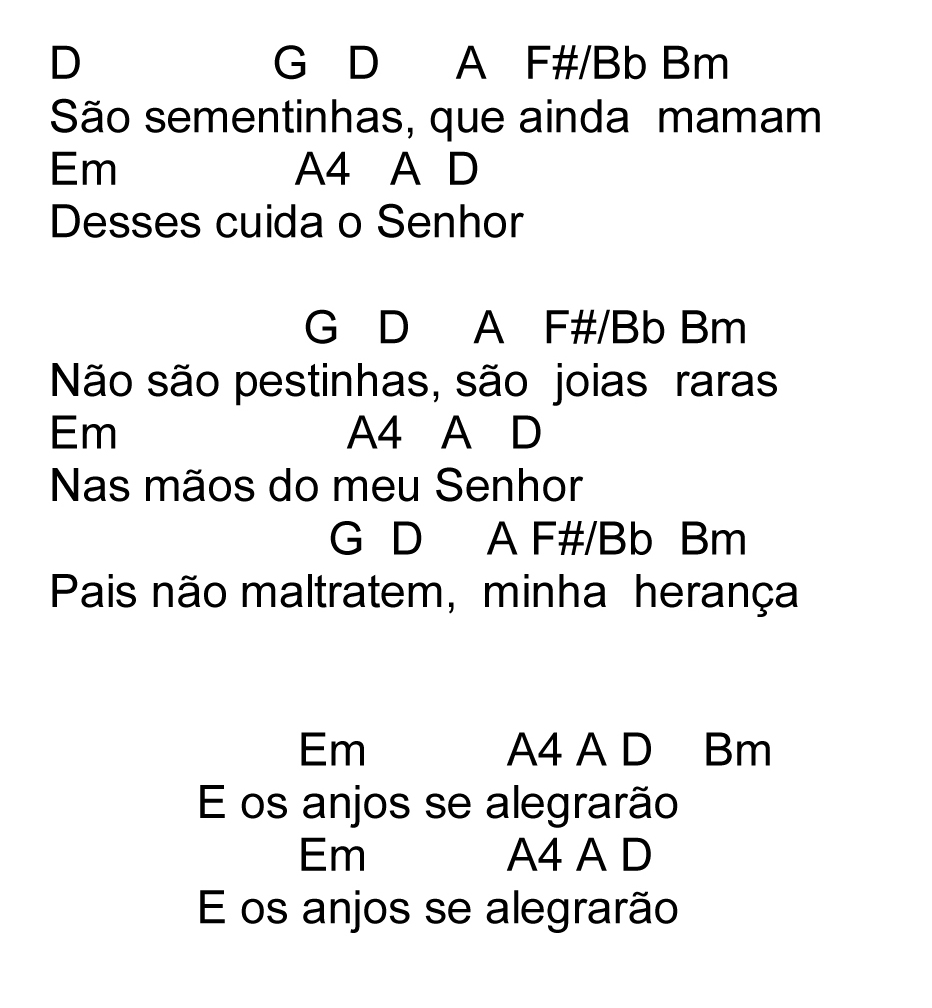 D G D A F#/Bb Bm
São sementinhas, que ainda mamam
Em A4 A D
Desses cuida o Senhor
G D A F#/Bb Bm
Não são pestinhas, são joias raras
Em A4 A D
Nas mãos do meu Senhor
G D A F#/Bb Bm
Pais não maltratem, minha herança
Em A4 A D Bm
E os anjos se alegrarão
Em A4 A D
E os anjos se alegrarão